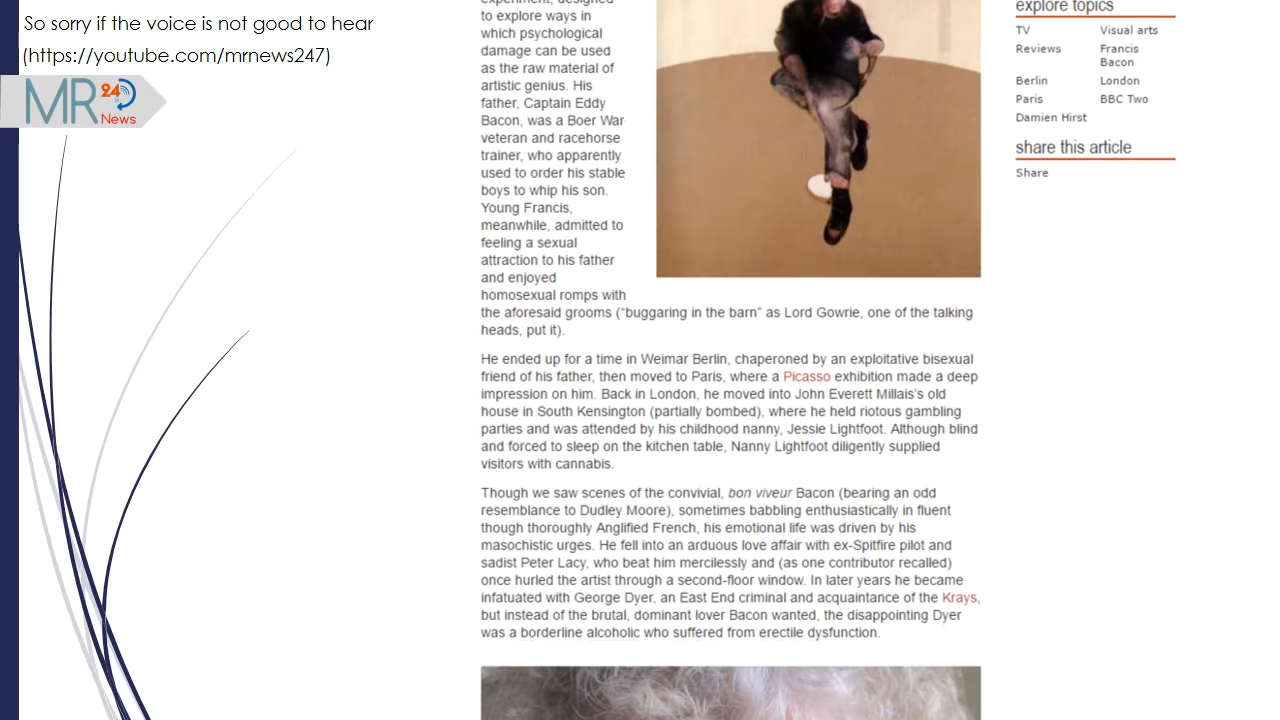 So sorry if the voice is not good to hear
(https://youtube.com/mrnews247)
MR
24
News
experiment, designed
to explore ways in
which psychological
damage can be used
as the raw material of
artistic genius. His
father, Captain Eddy
Bacon, was a Boer War
veteran and racehorse
trainer, who apparently
used to order his stable
boys to whip his son.
Young Francis,
meanwhile, admitted to
feeling a sexual
attraction to his father
and enjoyed
homosexual romps with
the aforesaid grooms (“buggaring in the barn” as Lord Gowrie, one of the talking
heads, put it).
He ended up for a time in Weimar Berlin, chaperoned by an exploitative bisexual
friend of his father, then moved to Paris, where a Picasso exhibition made a deep
impression on him. Back in London, he moved into John Everett Millais’s old
house in South Kensington (partially bombed), where he held riotous gambling
parties and was attended by his childhood nanny, Jessie Lightfoot. Although blind
and forced to sleep on the kitchen table, Nanny Lightfoot diligently supplied
visitors with cannabis.
Though we saw scenes of the convivial, bon viveur Bacon (bearing an odd
resemblance to Dudley Moore), sometimes babbling enthusiastically in fluent
though thoroughly Anglified French, his emotional life was driven by his
masochistic urges. He fell into an arduous love affair with ex-Spitfire pilot and
sadist Peter Lacy, who beat him mercilessly and (as one contributor recalled)
once hurled the artist through a second-floor window. In later years he became
infatuated with George Dyer, an East End criminal and acquaintance of the Krays,
but instead of the brutal, dominant lover Bacon wanted, the disappointing Dyer
was a borderline alcoholic who suffered from erectile dysfunction.
explore topics
TV
Visual arts
Reviews
Francis
Bacon
Berlin
London
Paris
BBC Two
Damien Hirst
share this article
Share